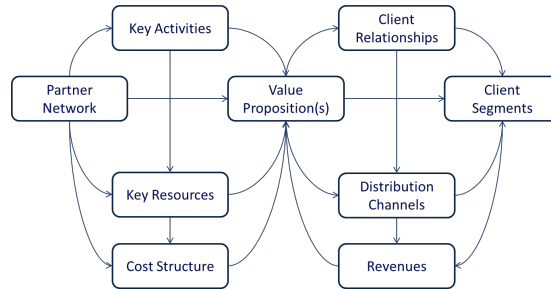 Key Activities
Client
Relationships
Partner
Network
Value
Proposition(s)
Client
Segments
Key Resources
Distribution
Channels
Cost Structure
Revenues